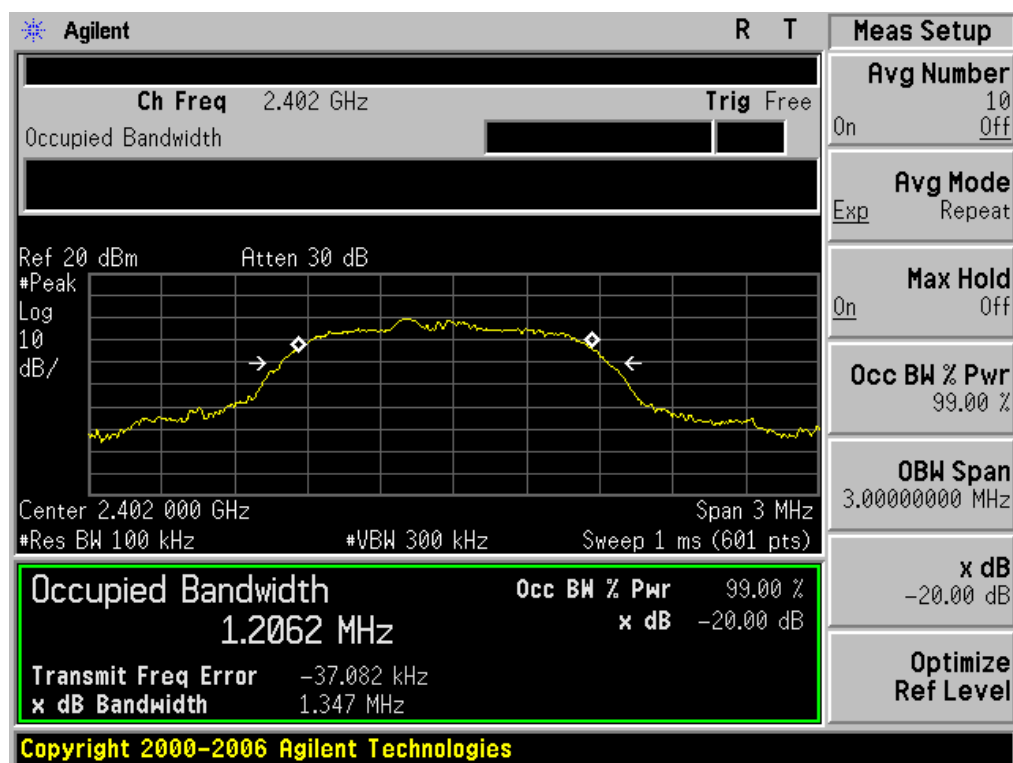 Agilent R T Meas Setup
Ch Freq 2.402 GHz Trig Free
Occupied Bandwidth
Ref 20 dBm Atten 30 dB
#Peak
Log
10
dB/
Center 2.402 000 GHz Span 3 MHz
#Res BW 100 kHz #VBW 300 kHz Sweep 1 ms (601 pts)
Occupied Bandwidth Occ BW % Pwr 99.00 %
1.2062 MHz x dB -20.00 dB
Transmit Freq Error -37.082 kHz
x dB Bandwidth 1.347 MHz
Copyright 2000-2006 Agilent Technologies
Avg Number
10
On Off
Avg Mode
Exp Repeat
Max Hold
On Off
Occ BW % Pwr
99.00 %
OBW Span
3.00000000 MHz
x dB
-20.00 dB
Optimize
Ref Level